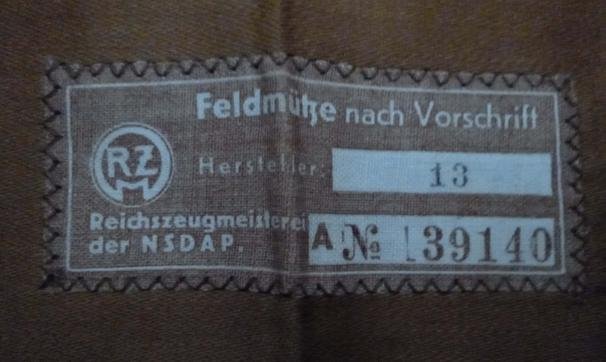 Feldmütze nach Vorschrift
RZM
Hersteller: 13
Reichszeugmeisterei
der NSDAP.
A № 139140